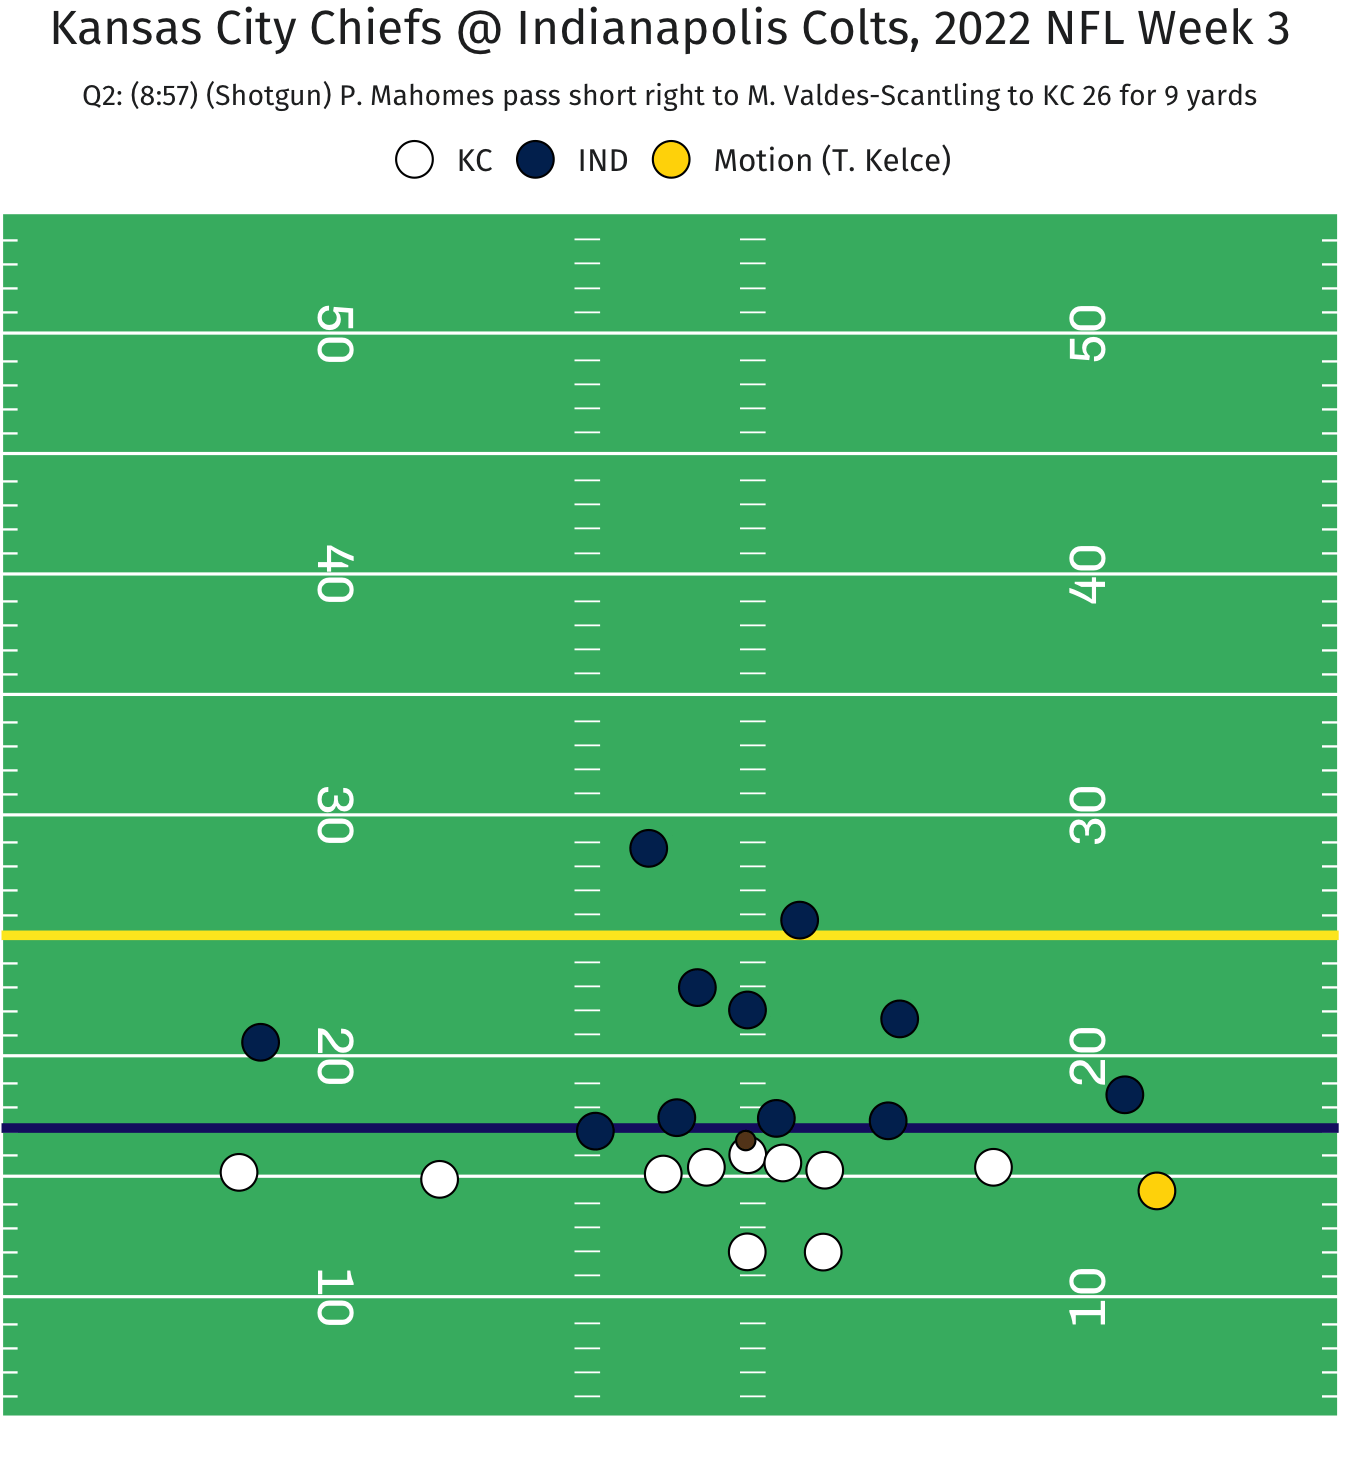 Kansas City Chiefs @ Indianapolis Colts, 2022 NFL Week 3
Q2: (8:57) (Shotgun) P. Mahomes pass short right to M. Valdes-Scantling to KC 26 for 9 yards
KC IND Motion (T. Kelce)
50 50
40 40
30 30
20 20
10 10